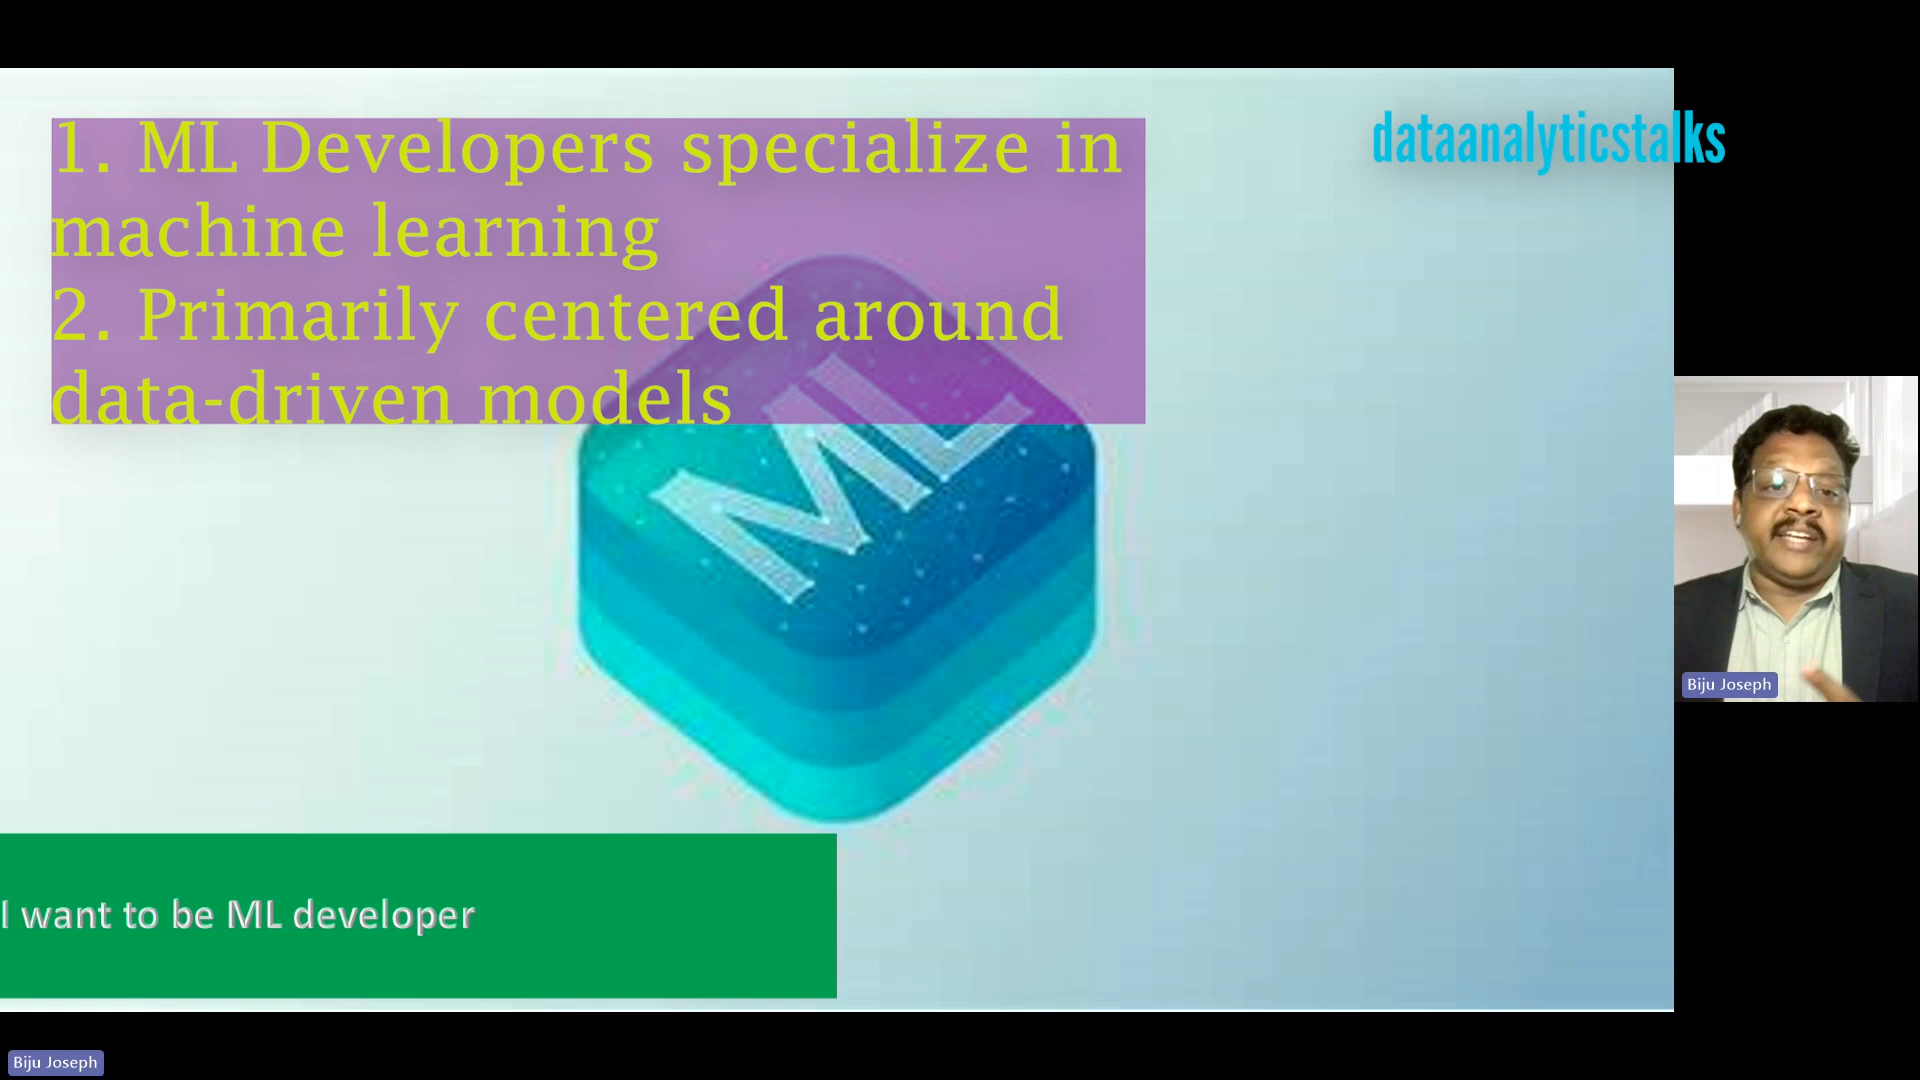 1. ML Developers specialize in
machine learning
2. Primarily centered around
data-driven models
dataanalyticstalks
ML
Biju Joseph
I want to be ML developer
Biju Joseph